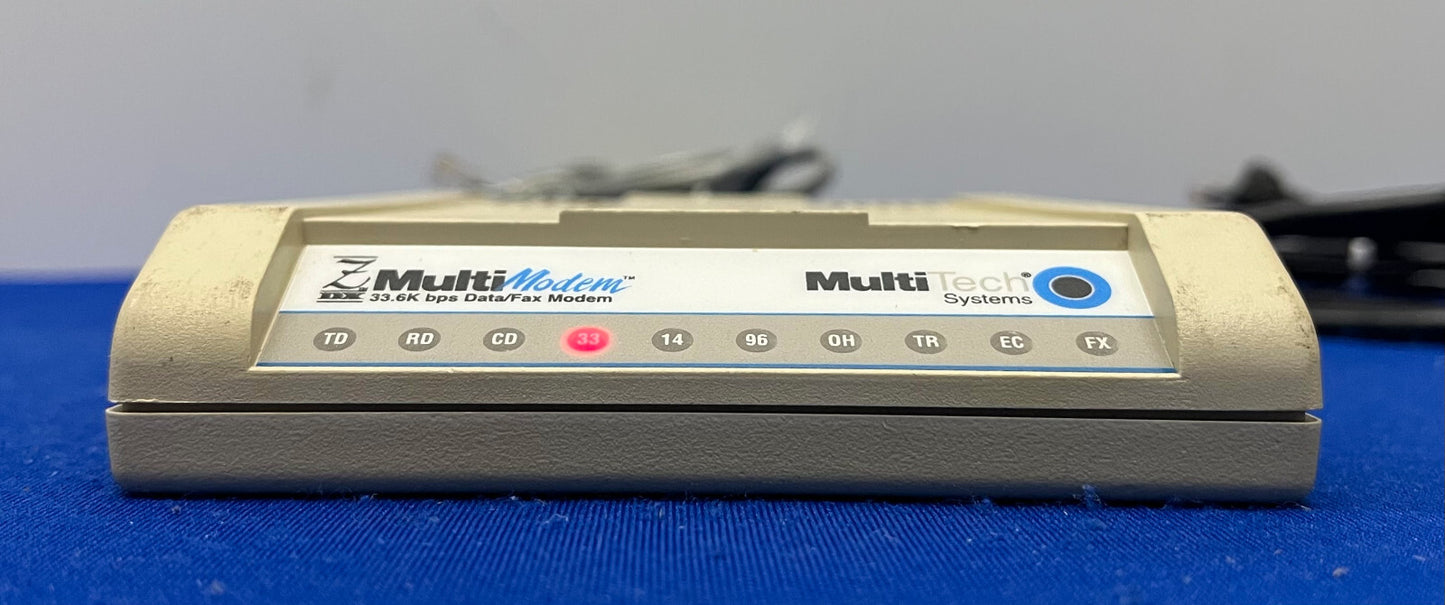 ZDX MultiModem™
33.6K bps Data/Fax Modem
MultiTech®
Systems
TD RD CD 33 14 96 OH TR EC FX